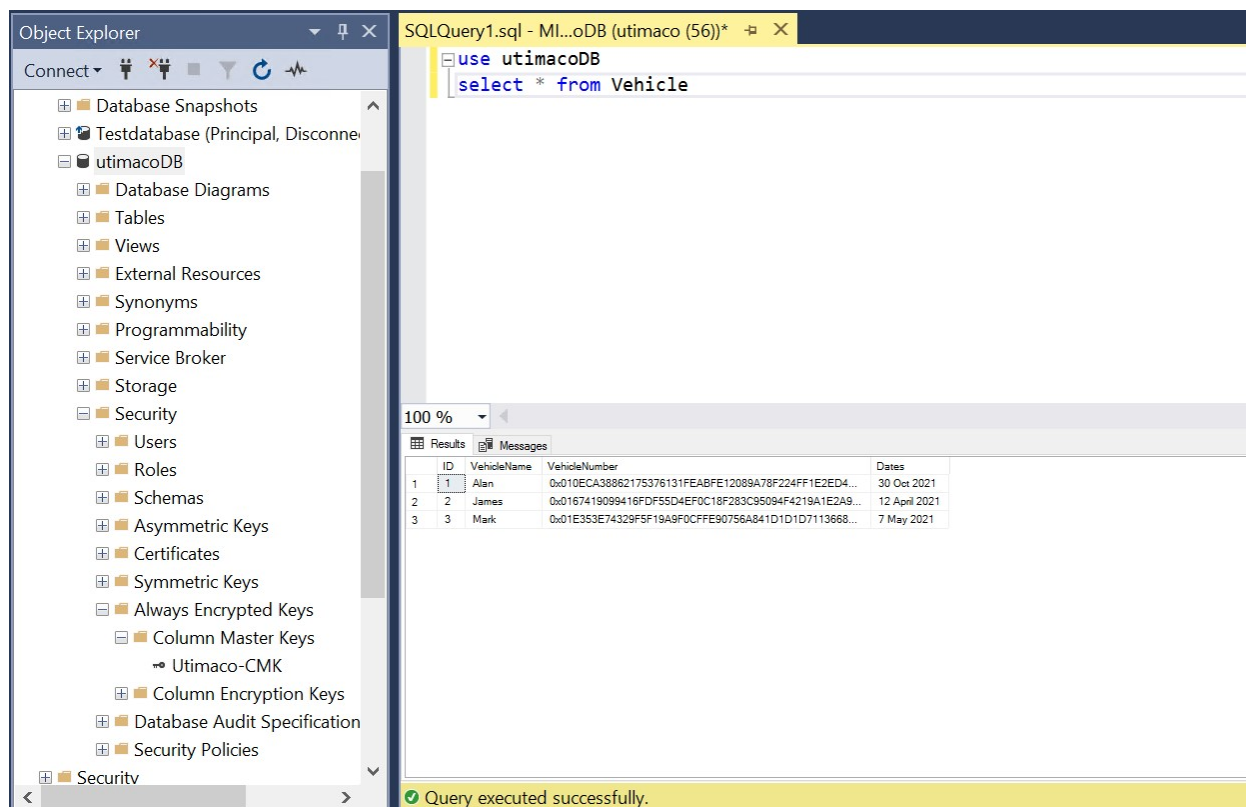 Object Explorer
Connect
Database Snapshots
Testdatabase (Principal, Disconne
utimacoDB
Database Diagrams
Tables
Views
External Resources
Synonyms
Programmability
Service Broker
Storage
Security
Users
Roles
Schemas
Asymmetric Keys
Certificates
Symmetric Keys
Always Encrypted Keys
Column Master Keys
Utimaco-CMK
Column Encryption Keys
Database Audit Specification
Security Policies
Security
SQLQuery1.sql - MI...oDB (utimaco (56))*
use utimacoDB
select * from Vehicle
100 %
Results Messages
ID VehicleName VehicleNumber Dates
1 1 Alan 0x010ECA38862175376131FEABFE12089A78F224FF1E2ED4... 30 Oct 2021
2 2 James 0x0167419099416FDF55D4EF0C18F283C95094F4219A1E2A9... 12 April 2021
3 3 Mark 0x01E353E74329F5F19A9F0CFFE90756A841D1D1D7113668... 7 May 2021
Query executed successfully.